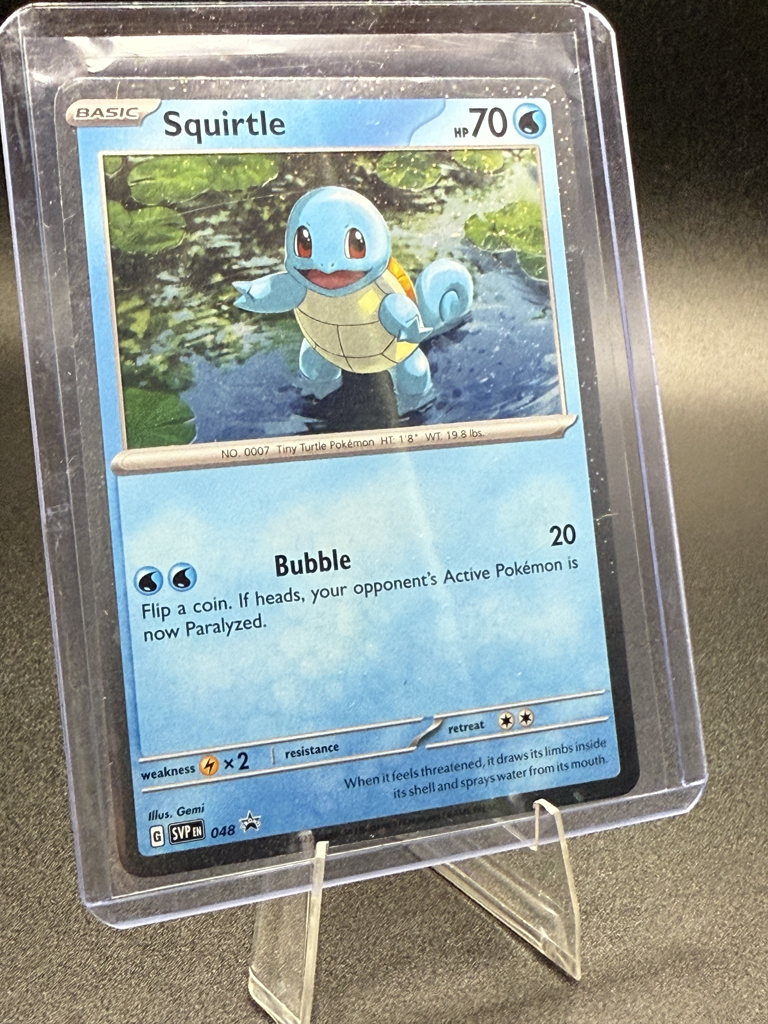 BASIC Squirtle HP 70
NO. 0007 Tiny Turtle Pokémon HT. 1'8" WT. 19.8 lbs.
Bubble 20
Flip a coin. If heads, your opponent's Active Pokémon is
now Paralyzed.
weakness ×2 resistance retreat
When it feels threatened, it draws its limbs inside
its shell and sprays water from its mouth.
Illus. Gemi
G SVP EN 048